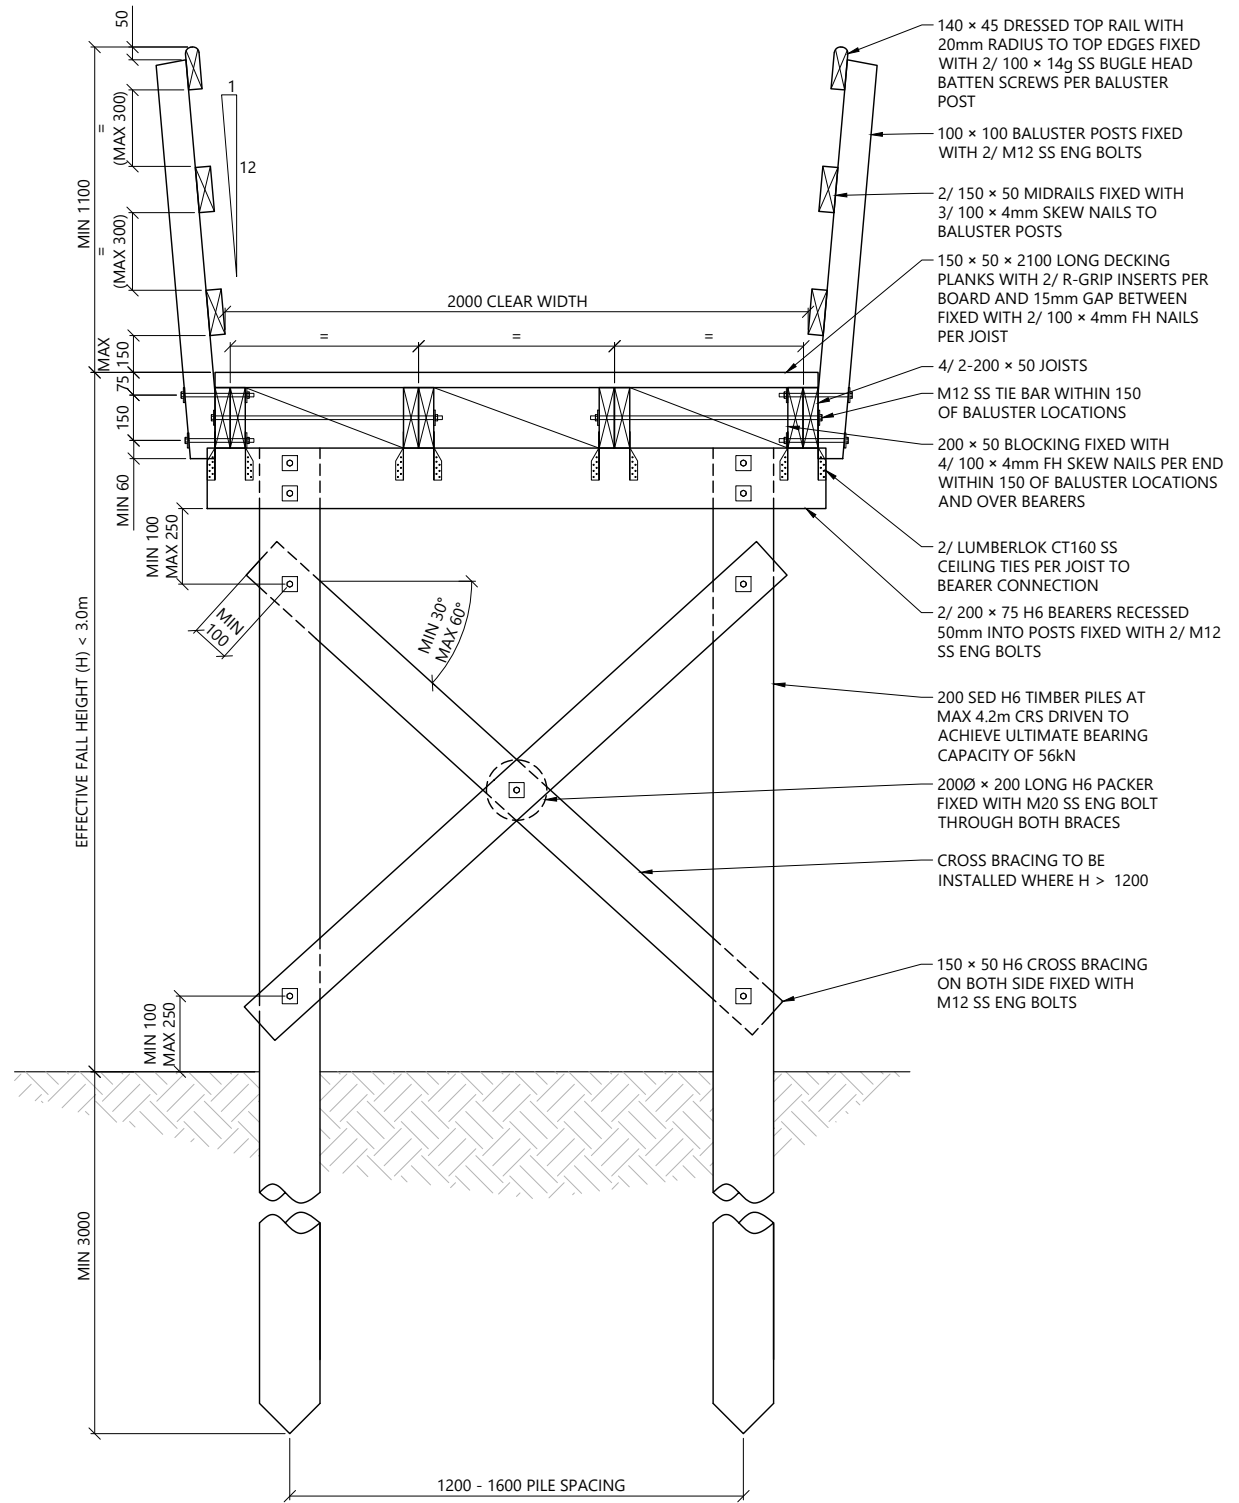 50
MIN 1100
=
(MAX 300)
=
(MAX 300)
1
12
2000 CLEAR WIDTH
=
=
=
MAX
150
75
150
MIN 60
MIN 100
MAX 250
MIN
100
MIN 30°
MAX 60°
EFFECTIVE FALL HEIGHT (H) < 3.0m
MIN 100
MAX 250
MIN 3000
1200 - 1600 PILE SPACING
140 × 45 DRESSED TOP RAIL WITH
20mm RADIUS TO TOP EDGES FIXED
WITH 2/ 100 × 14g SS BUGLE HEAD
BATTEN SCREWS PER BALUSTER
POST
100 × 100 BALUSTER POSTS FIXED
WITH 2/ M12 SS ENG BOLTS
2/ 150 × 50 MIDRAILS FIXED WITH
3/ 100 × 4mm SKEW NAILS TO
BALUSTER POSTS
150 × 50 × 2100 LONG DECKING
PLANKS WITH 2/ R-GRIP INSERTS PER
BOARD AND 15mm GAP BETWEEN
FIXED WITH 2/ 100 × 4mm FH NAILS
PER JOIST
4/ 2-200 × 50 JOISTS
M12 SS TIE BAR WITHIN 150
OF BALUSTER LOCATIONS
200 × 50 BLOCKING FIXED WITH
4/ 100 × 4mm FH SKEW NAILS PER END
WITHIN 150 OF BALUSTER LOCATIONS
AND OVER BEARERS
2/ LUMBERLOK CT160 SS
CEILING TIES PER JOIST TO
BEARER CONNECTION
2/ 200 × 75 H6 BEARERS RECESSED
50mm INTO POSTS FIXED WITH 2/ M12
SS ENG BOLTS
200 SED H6 TIMBER PILES AT
MAX 4.2m CRS DRIVEN TO
ACHIEVE ULTIMATE BEARING
CAPACITY OF 56kN
200Ø × 200 LONG H6 PACKER
FIXED WITH M20 SS ENG BOLT
THROUGH BOTH BRACES
CROSS BRACING TO BE
INSTALLED WHERE H > 1200
150 × 50 H6 CROSS BRACING
ON BOTH SIDE FIXED WITH
M12 SS ENG BOLTS